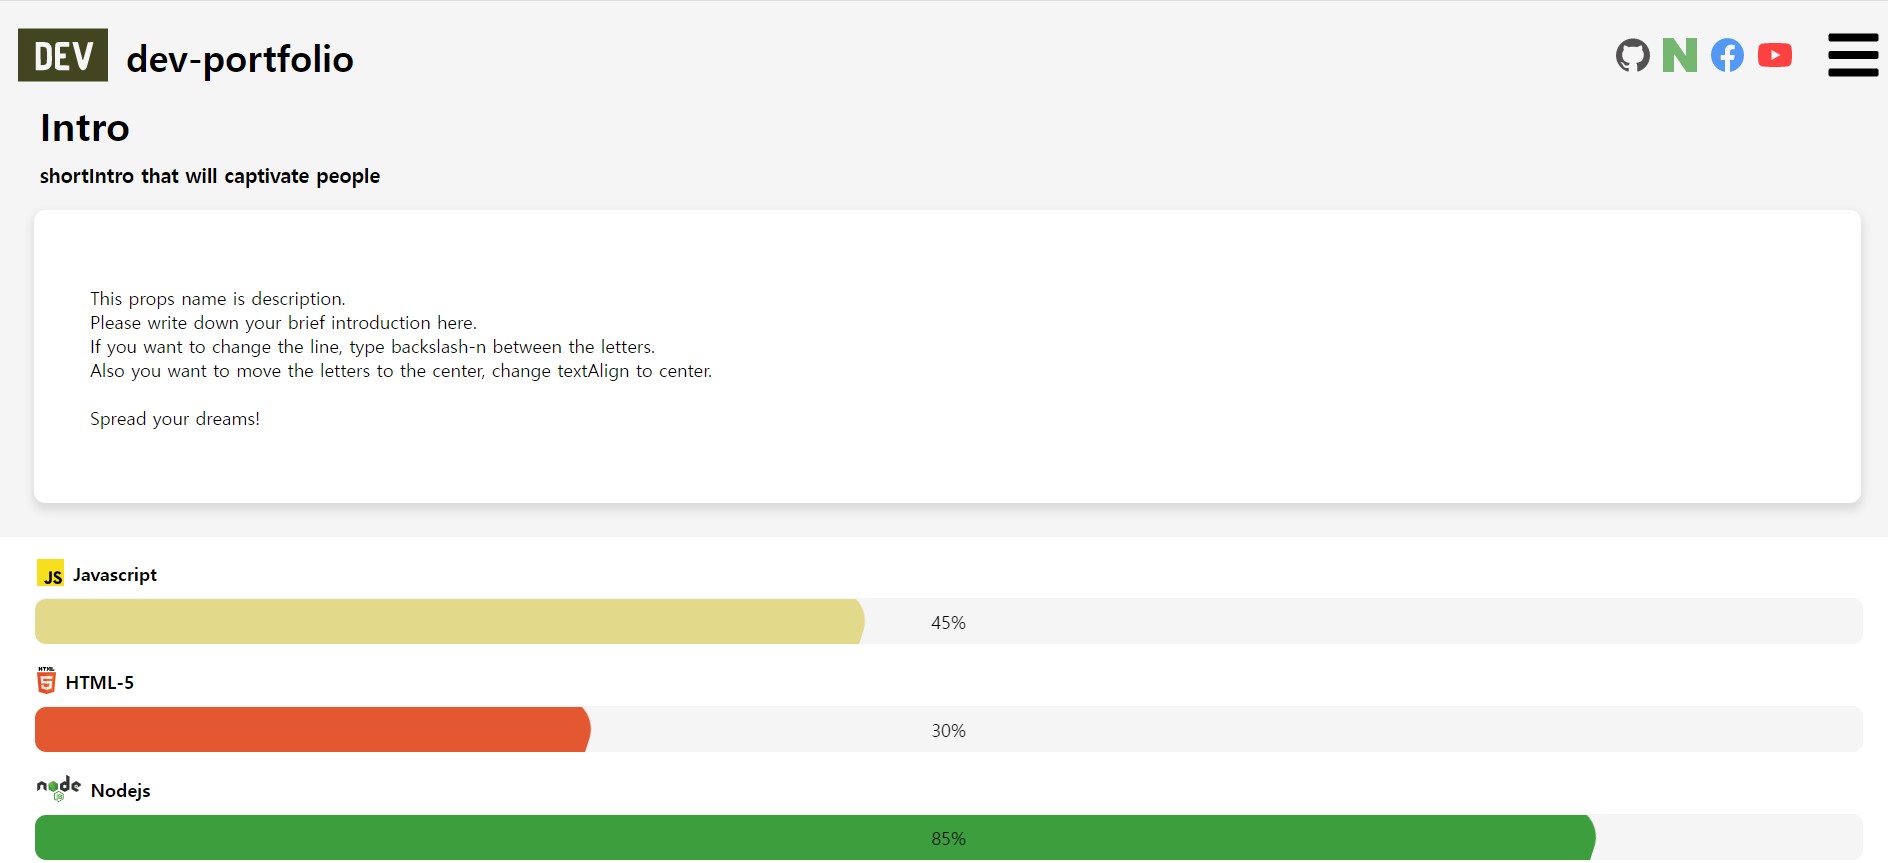 DEV dev-portfolio
N
Intro
shortIntro that will captivate people
This props name is description.
Please write down your brief introduction here.
If you want to change the line, type backslash-n between the letters.
Also you want to move the letters to the center, change textAlign to center.
Spread your dreams!
JS Javascript
45%
HTML 5 HTML-5
30%
node JS Nodejs
85%